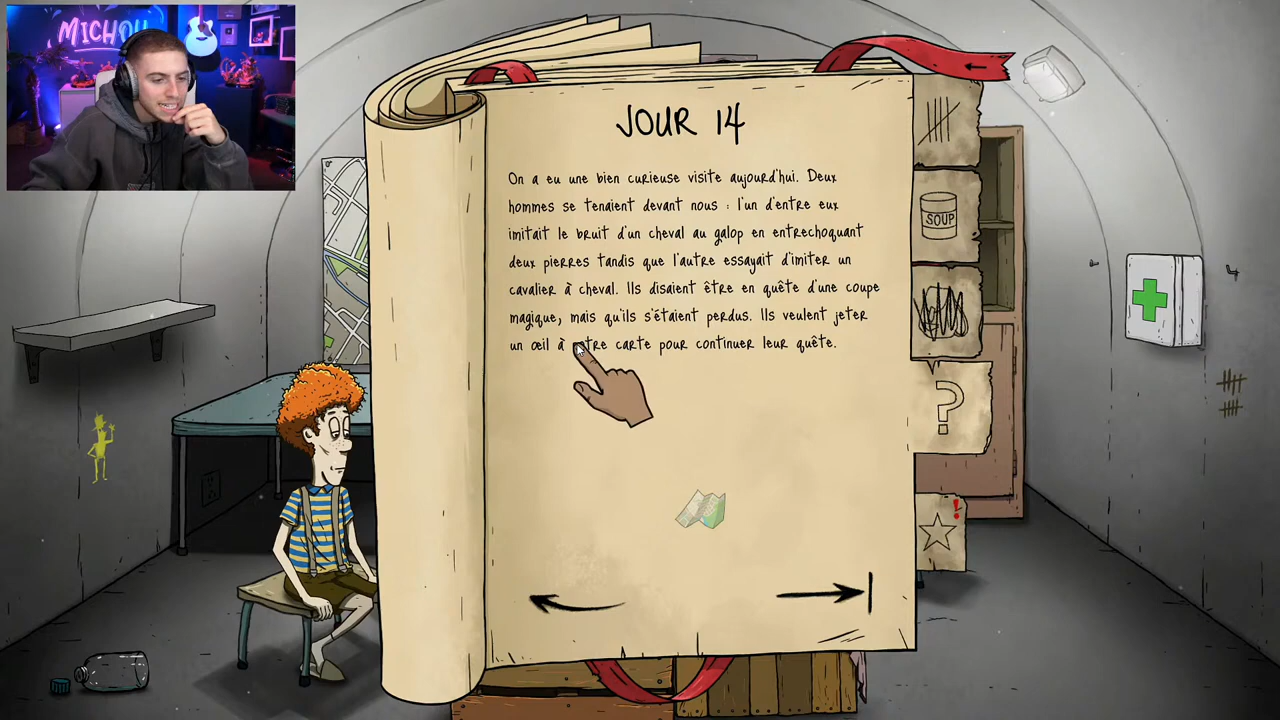 MICHOU
JOUR 14
On a eu une bien curieuse visite aujourd'hui. Deux
hommes se tenaient devant nous : l'un d'entre eux
imitait le bruit d'un cheval au galop en entrechoquant
deux pierres tandis que l'autre essayait d'imiter un
cavalier à cheval. Ils disaient être en quête d'une coupe
magique, mais qu'ils s'étaient perdus. Ils veulent jeter
un œil à notre carte pour continuer leur quête.
SOUP
?
!